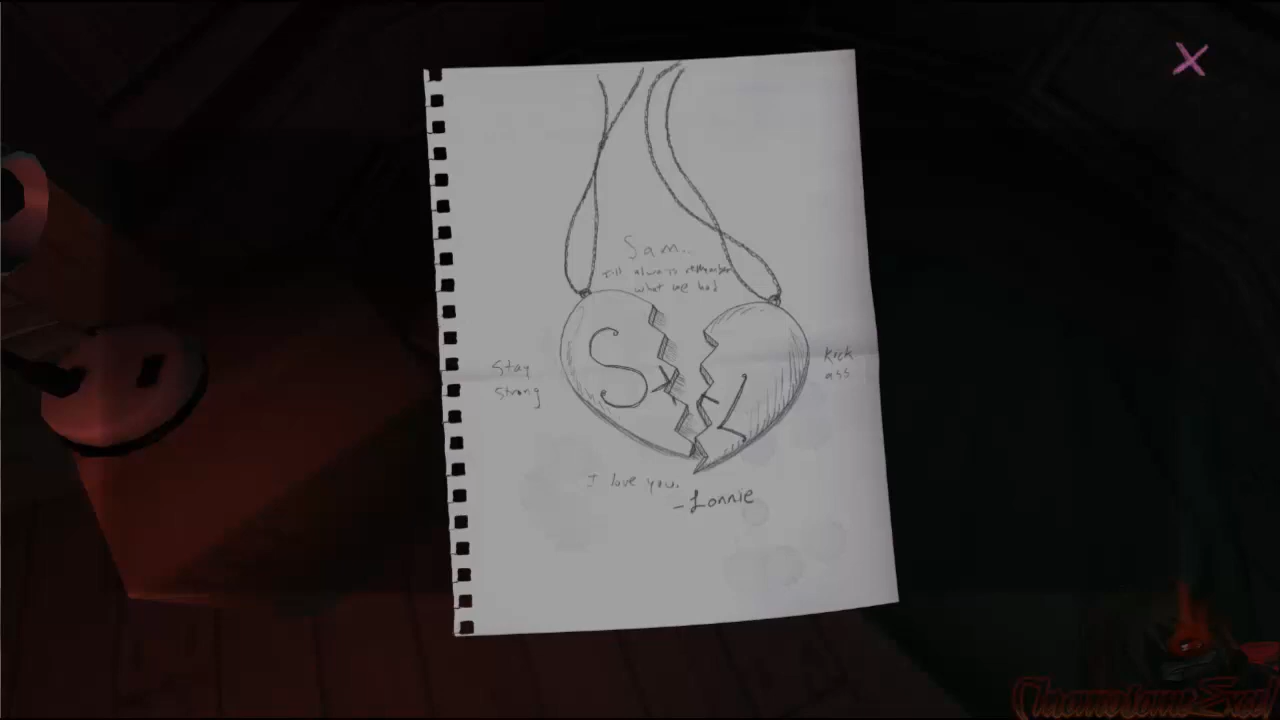 Sam...
I'll always remember
what we had
S + L
Stay
Strong
Kick
ass
I love you.
-Lonnie